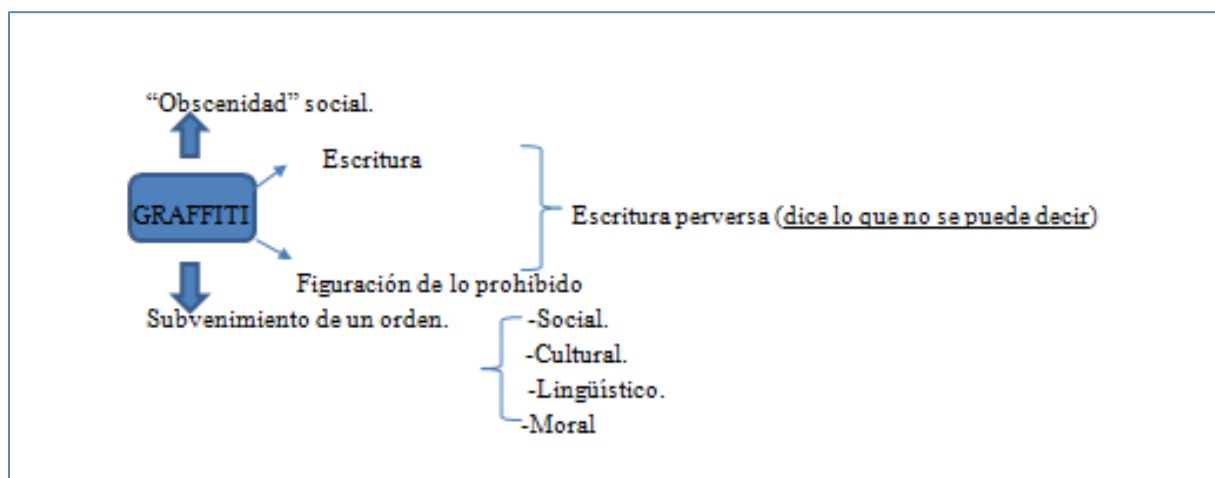 “Obscenidad” social.
Escritura
GRAFFITI
Escritura perversa (dice lo que no se puede decir)
Figuración de lo prohibido
Subvenimiento de un orden.
-Social.
-Cultural.
-Lingüístico.
-Moral